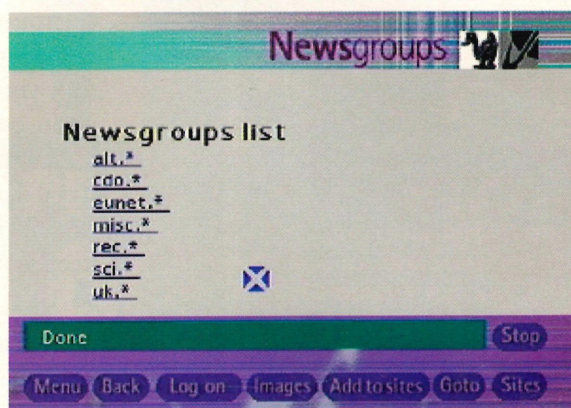 Newsgroups
Newsgroups list
alt.*
cdo.*
eunet.*
misc.*
rec.*
sci.*
uk.*
Done Stop
Menu Back Log on Images Add to sites Goto Sites